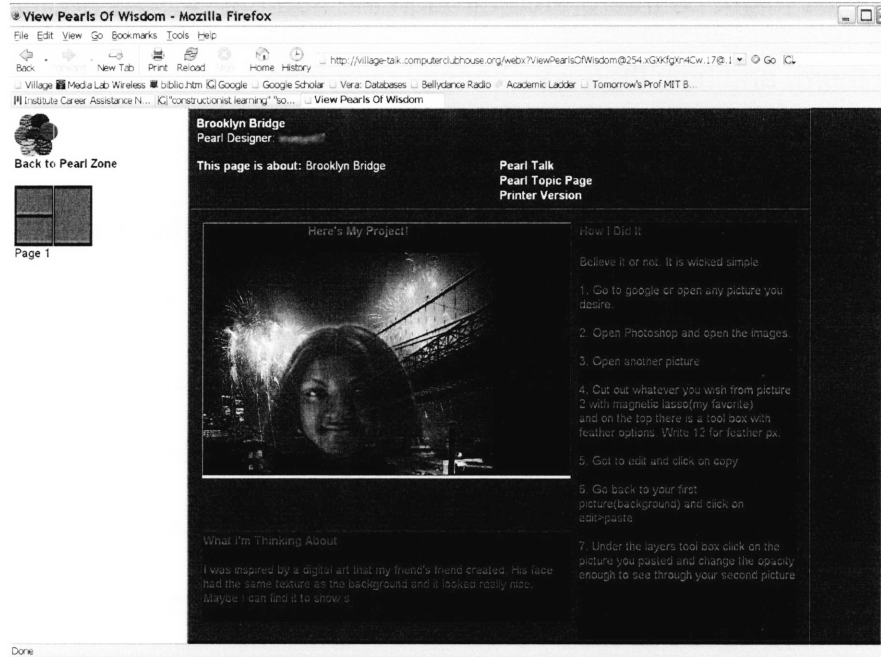 View Pearls Of Wisdom - Mozilla Firefox
File Edit View Go Bookmarks Tools Help
Back New Tab Print Reload Home History
http://village-talk.computerclubhouse.org/webx?ViewPearlsOfWisdom@254.xGXKfgXn4Cw.17@.1 Go
Village Media Lab Wireless biblio.htm Google Google Scholar Vera: Databases Bellydance Radio Academic Ladder Tomorrow's Prof MIT B...
Institute Career Assistance N... "constructionist learning" "so... View Pearls Of Wisdom
Back to Pearl Zone
Page 1
Brooklyn Bridge
Pearl Designer:
This page is about: Brooklyn Bridge
Pearl Talk
Pearl Topic Page
Printer Version
Here's My Project!
What I'm Thinking About
I was inspired by a digital art that my friend's friend created. His face
had the same texture as the background and it looked really nice.
Maybe I can find it to show s
How I Did It
Believe it or not. It is wicked simple.
1. Go to google or open any picture you
desire.
2. Open Photoshop and open the images.
3. Open another picture
4. Cut out whatever you wish from picture
2 with magnetic lasso(my favorite)
and on the top there is a tool box with
feather options. Write 12 for feather px.
5. Got to edit and click on copy
6. Go back to your first
picture(background) and click on
edit>paste
7. Under the layers tool box click on the
picture you pasted and change the opacity
enough to see through your second picture
Done